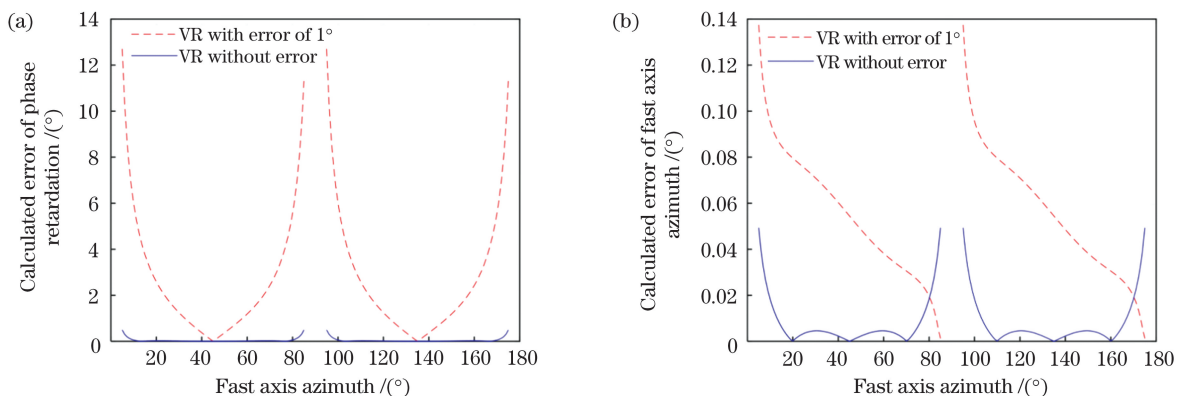 (a)
14
12
10
8
6
4
2
0
Calculated error of phase
retardation /(°)
VR with error of 1°
VR without error
20 40 60 80 100 120 140 160 180
Fast axis azimuth /(°)
(b)
0.14
0.12
0.10
0.08
0.06
0.04
0.02
0
Calculated error of fast axis
azimuth /(°)
VR with error of 1°
VR without error
20 40 60 80 100 120 140 160 180
Fast axis azimuth /(°)